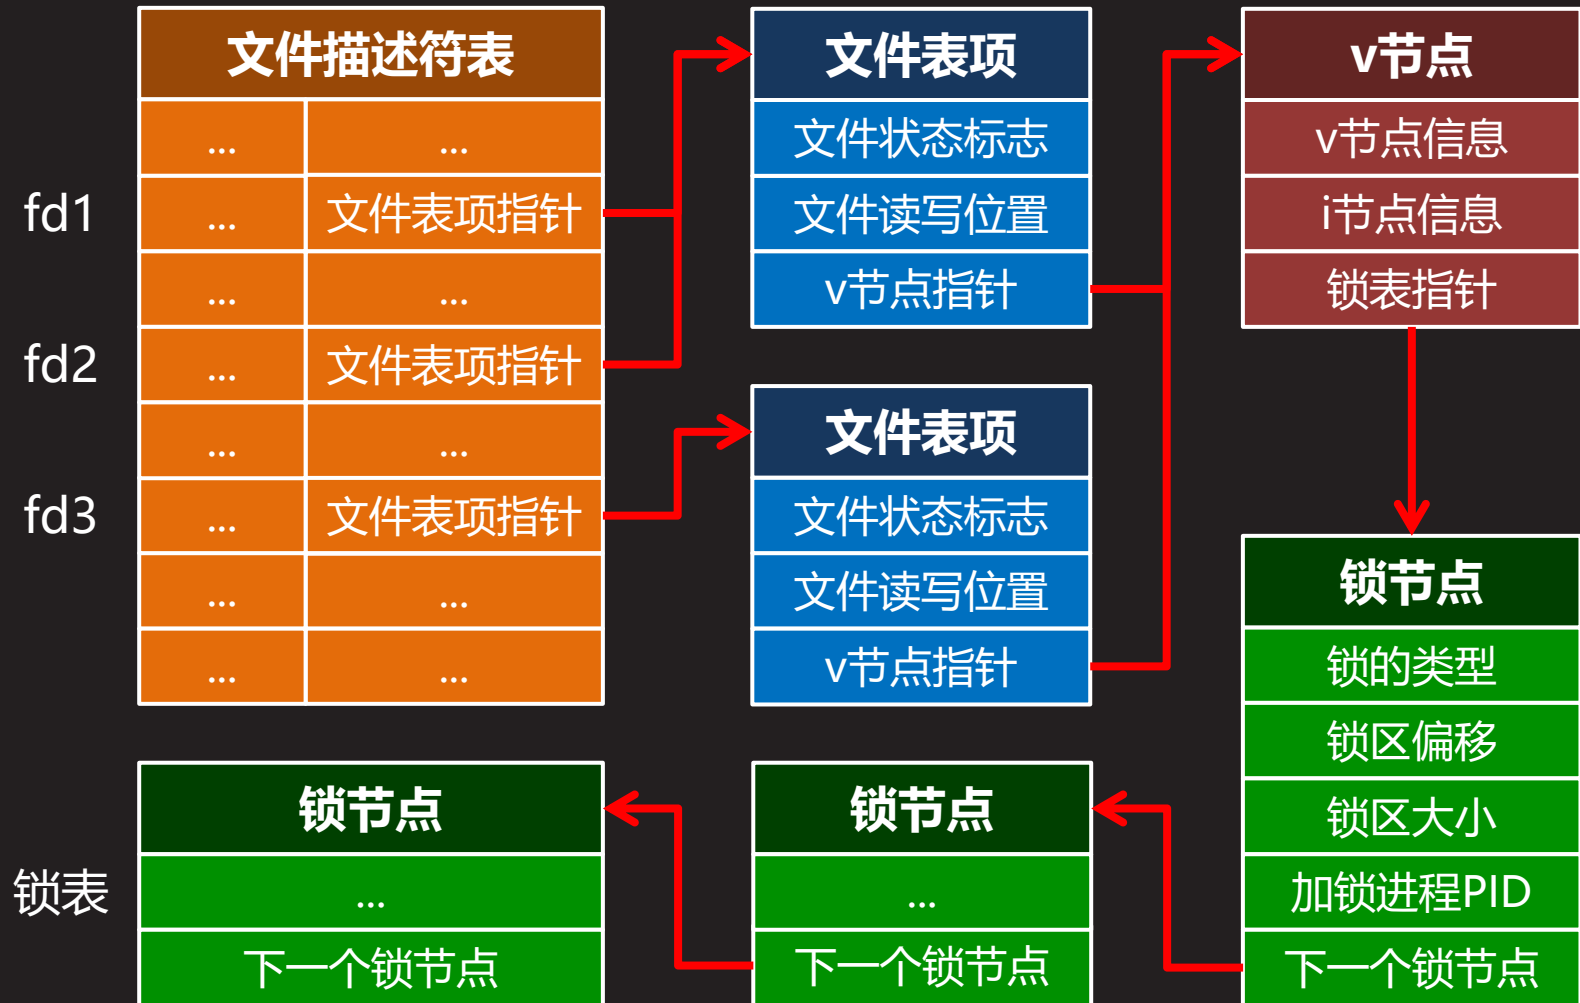 文件描述符表
... ...
fd1 ... 文件表项指针
... ...
fd2 ... 文件表项指针
... ...
fd3 ... 文件表项指针
... ...
... ...
文件表项
文件状态标志
文件读写位置
v节点指针
文件表项
文件状态标志
文件读写位置
v节点指针
v节点
v节点信息
i节点信息
锁表指针
锁节点
锁的类型
锁区偏移
锁区大小
加锁进程PID
下一个锁节点
锁节点
...
下一个锁节点
锁表
锁节点
...
下一个锁节点